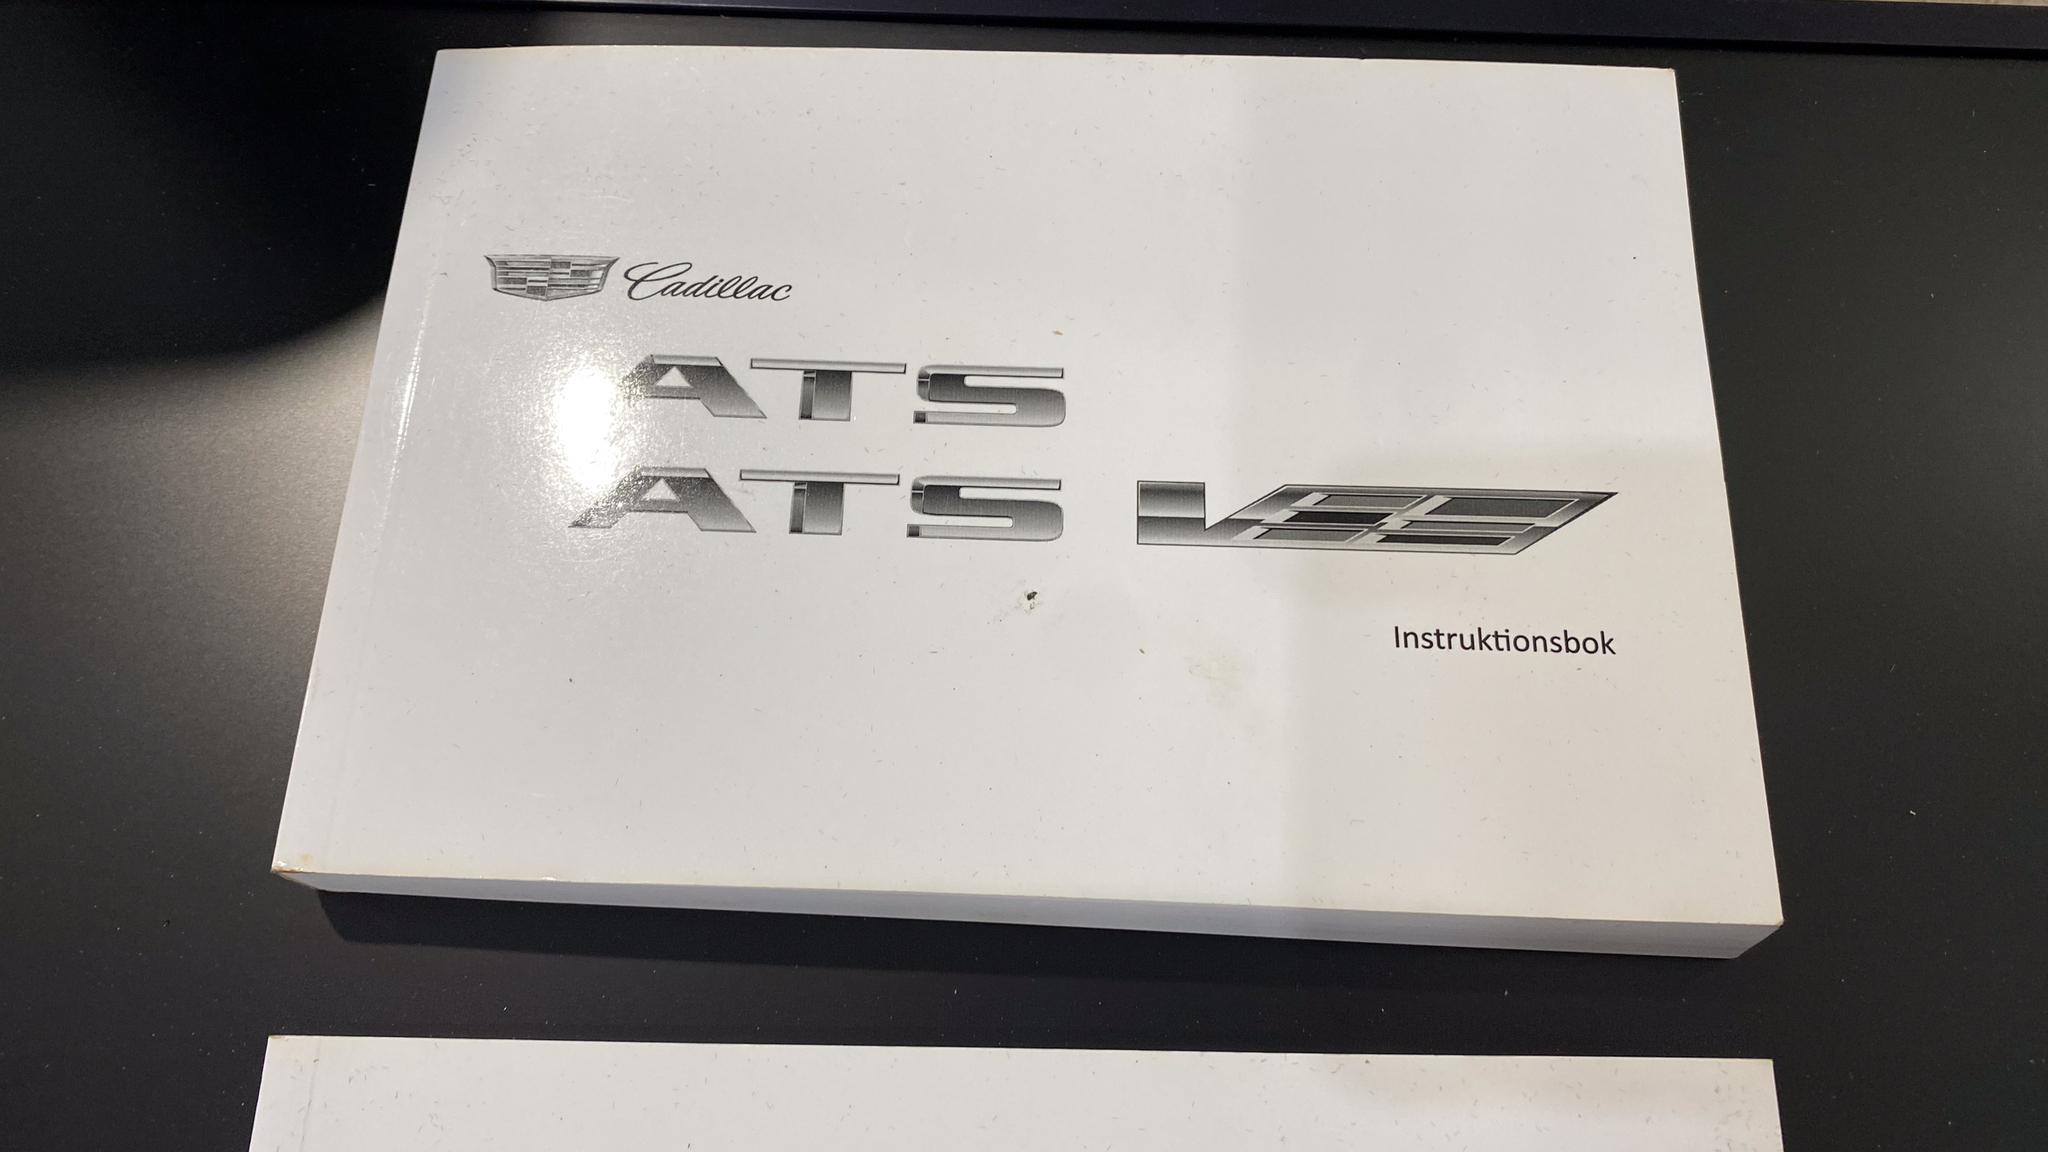 Cadillac
ATS
ATS V
Instruktionsbok